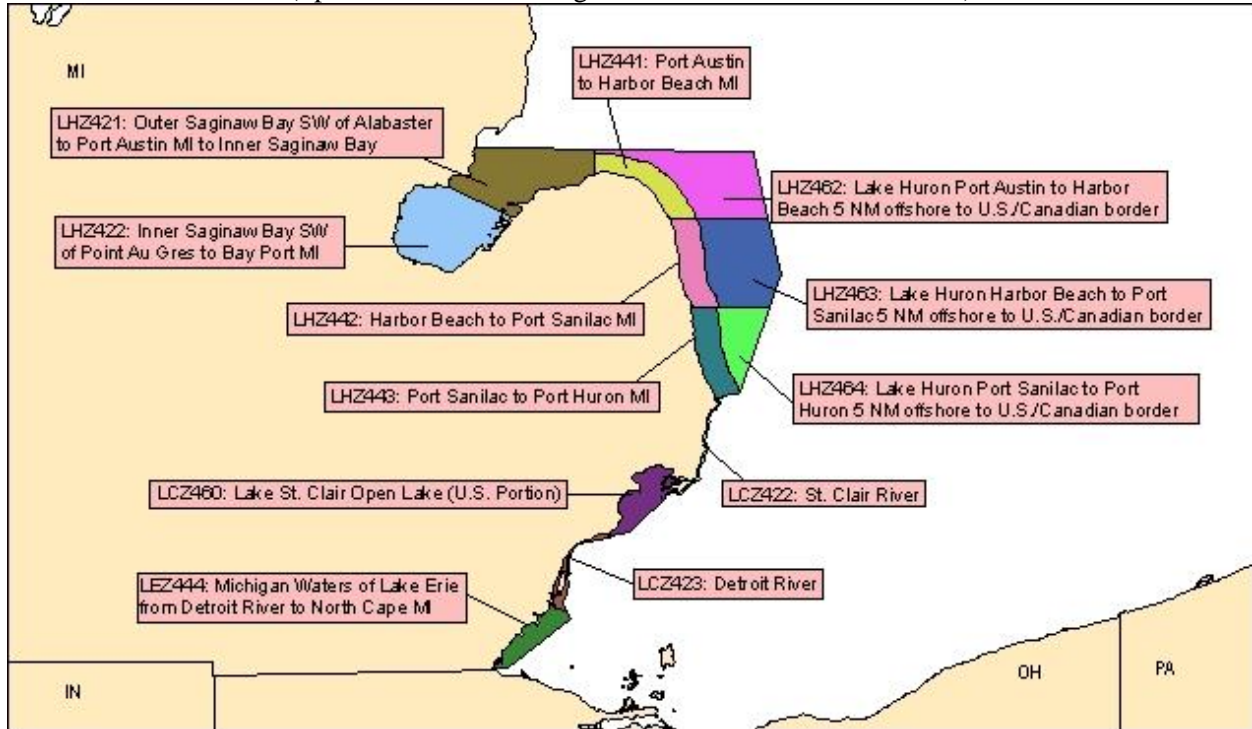 MI
LHZ441: Port Austin
to Harbor Beach MI
LHZ421: Outer Saginaw Bay SW of Alabaster
to Port Austin MI to Inner Saginaw Bay
LHZ462: Lake Huron Port Austin to Harbor
Beach 5 NM offshore to U.S./Canadian border
LHZ422: Inner Saginaw Bay SW
of Point Au Gres to Bay Port MI
LHZ463: Lake Huron Harbor Beach to Port
Sanilac 5 NM offshore to U.S./Canadian border
LHZ442: Harbor Beach to Port Sanilac MI
LHZ443: Port Sanilac to Port Huron MI
LHZ464: Lake Huron Port Sanilac to Port
Huron 5 NM offshore to U.S./Canadian border
LCZ460: Lake St. Clair Open Lake (U.S. Portion)
LCZ422: St. Clair River
LEZ444: Michigan Waters of Lake Erie
from Detroit River to North Cape MI
LCZ423: Detroit River
IN
OH
PA